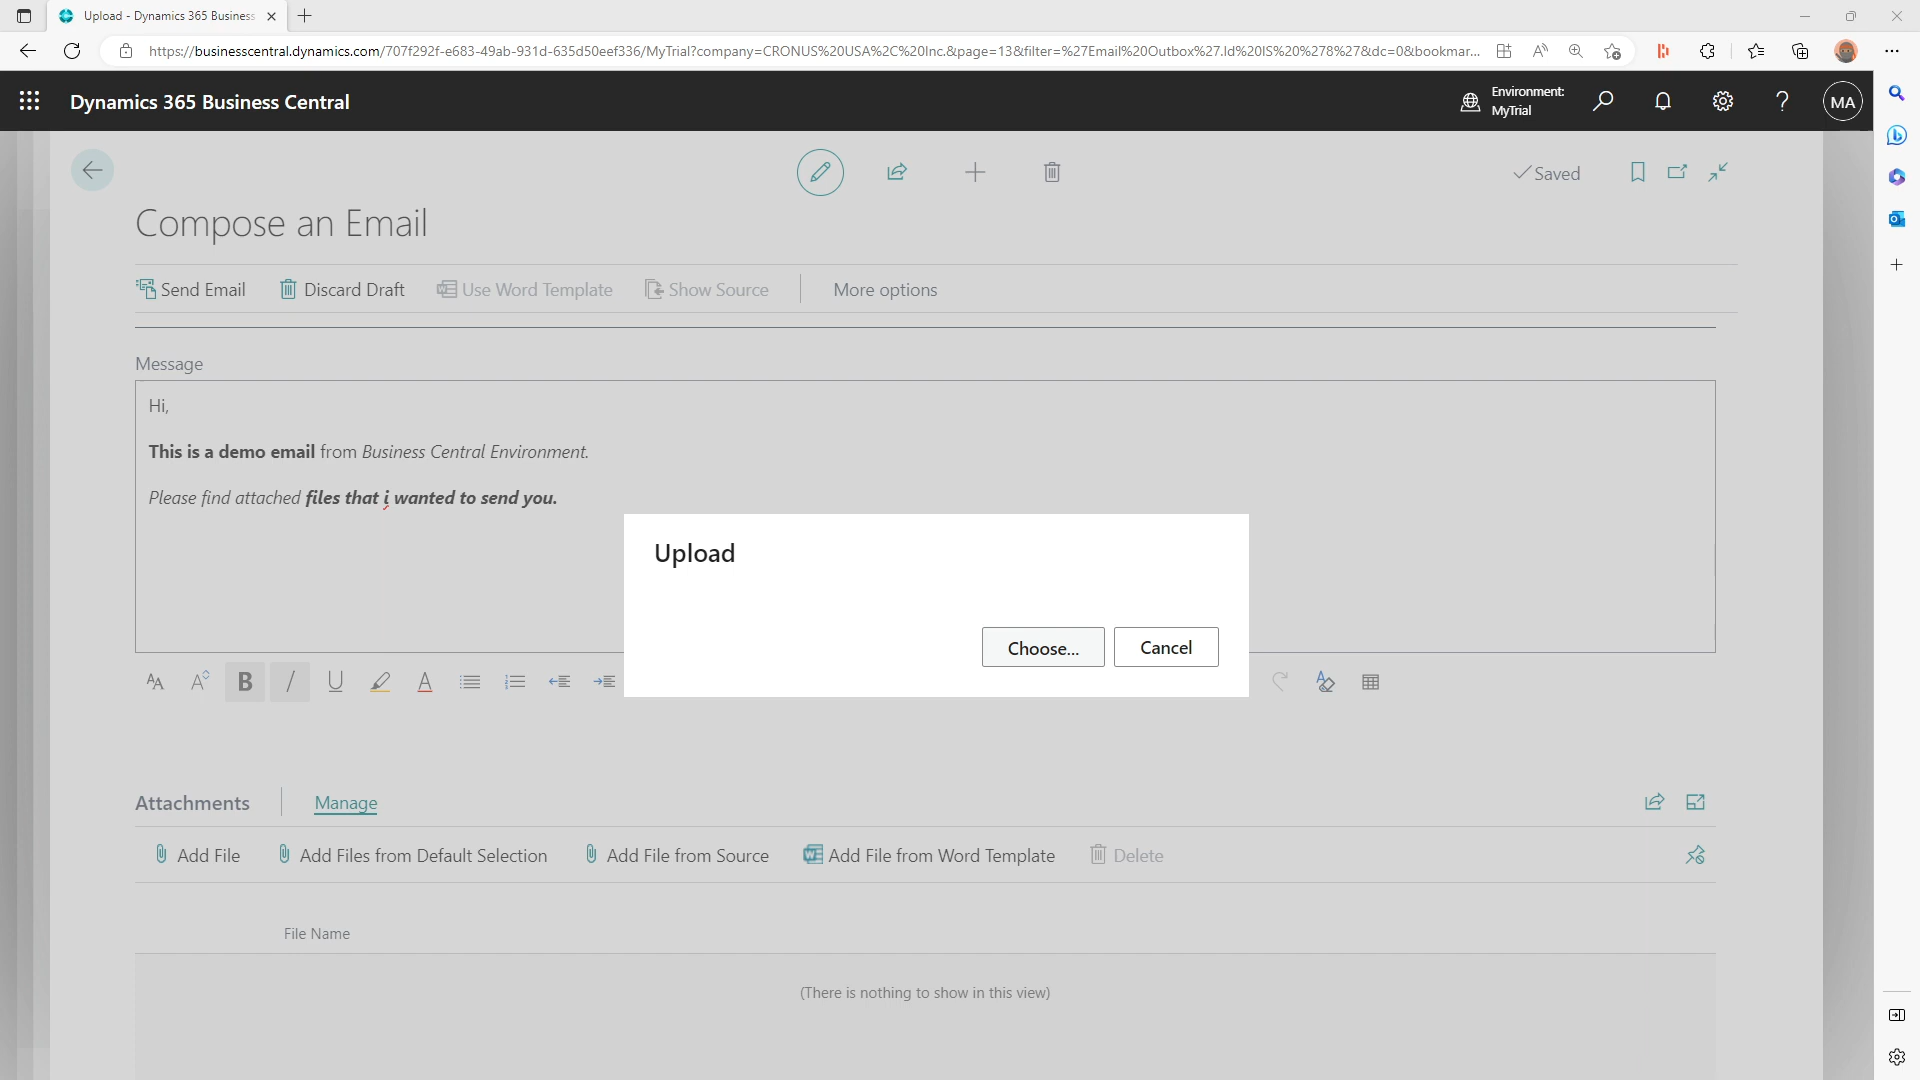 Upload - Dynamics 365 Business
https://businesscentral.dynamics.com/707f292f-e683-49ab-931d-635d50eef336/MyTrial?company=CRONUS%20USA%2C%20Inc.&page=13&filter=%27Email%20Outbox%27.Id%20IS%20%278%27&dc=0&bookmar...
Dynamics 365 Business Central
Environment:
MyTrial
MA
Saved
Compose an Email
Send Email Discard Draft Use Word Template Show Source More options
Message
Hi,
This is a demo email from Business Central Environment.
Please find attached files that i wanted to send you.
Upload
Choose... Cancel
Attachments Manage
Add File Add Files from Default Selection Add File from Source Add File from Word Template Delete
File Name
(There is nothing to show in this view)